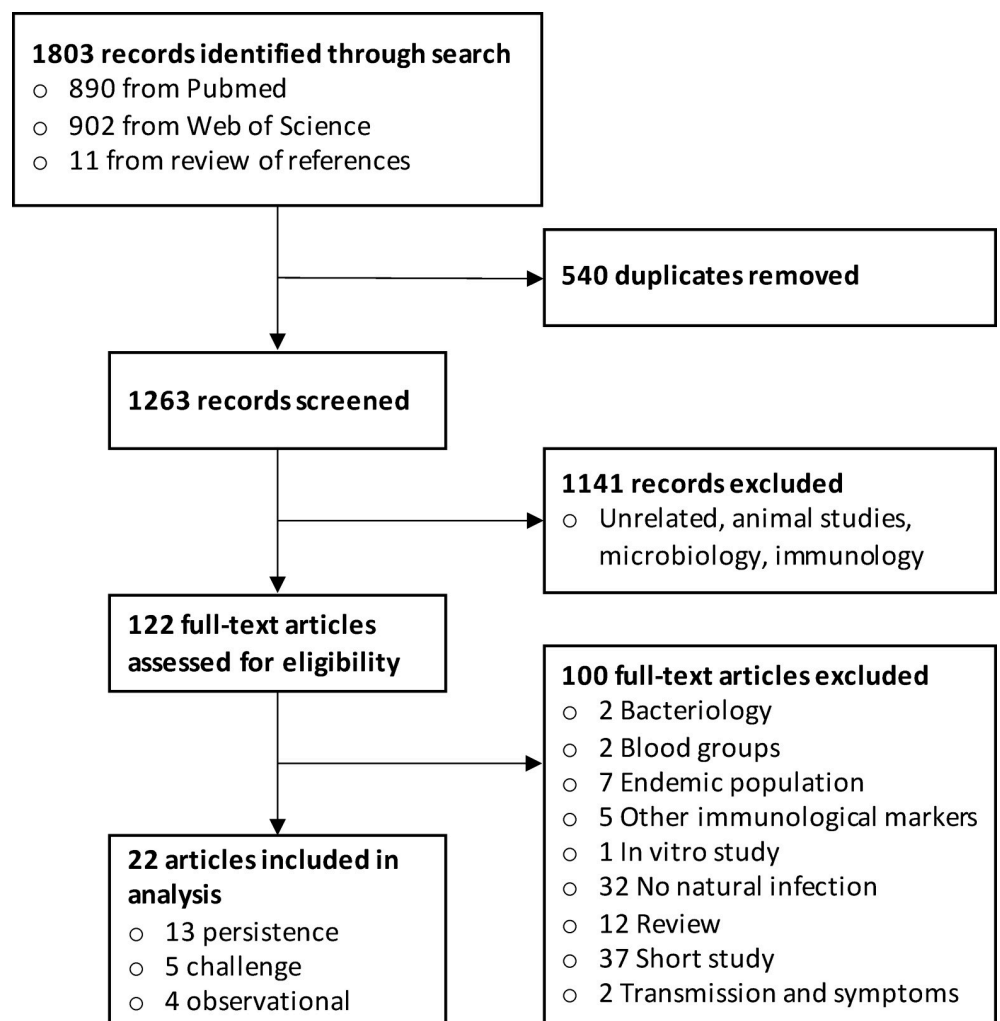 1803 records identified through search
o 890 from Pubmed
o 902 from Web of Science
o 11 from review of references
540 duplicates removed
1263 records screened
1141 records excluded
o Unrelated, animal studies,
microbiology, immunology
122 full-text articles
assessed for eligibility
100 full-text articles excluded
o 2 Bacteriology
o 2 Blood groups
o 7 Endemic population
o 5 Other immunological markers
o 1 In vitro study
o 32 No natural infection
o 12 Review
o 37 Short study
o 2 Transmission and symptoms
22 articles included in
analysis
o 13 persistence
o 5 challenge
o 4 observational